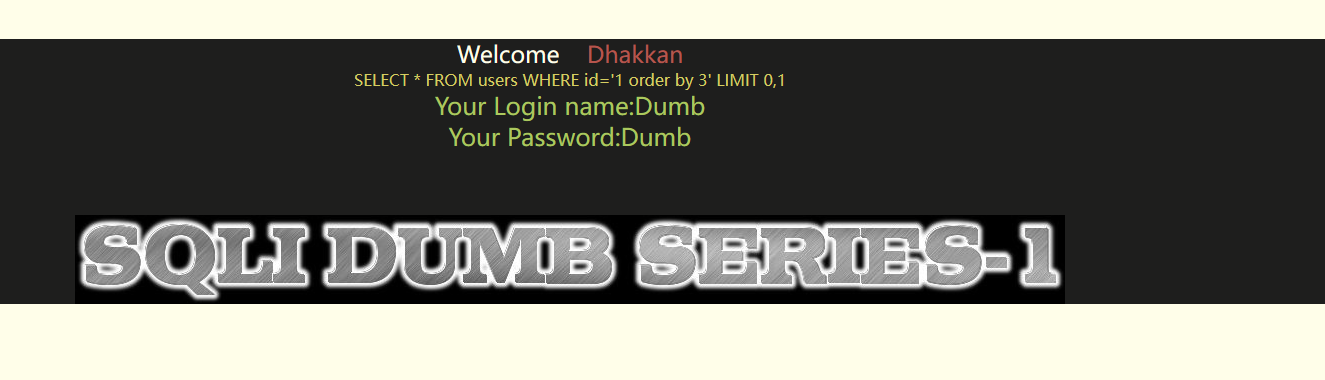 Welcome Dhakkan
SELECT * FROM users WHERE id='1 order by 3' LIMIT 0,1
Your Login name:Dumb
Your Password:Dumb
SQLI DUMB SERIES-1